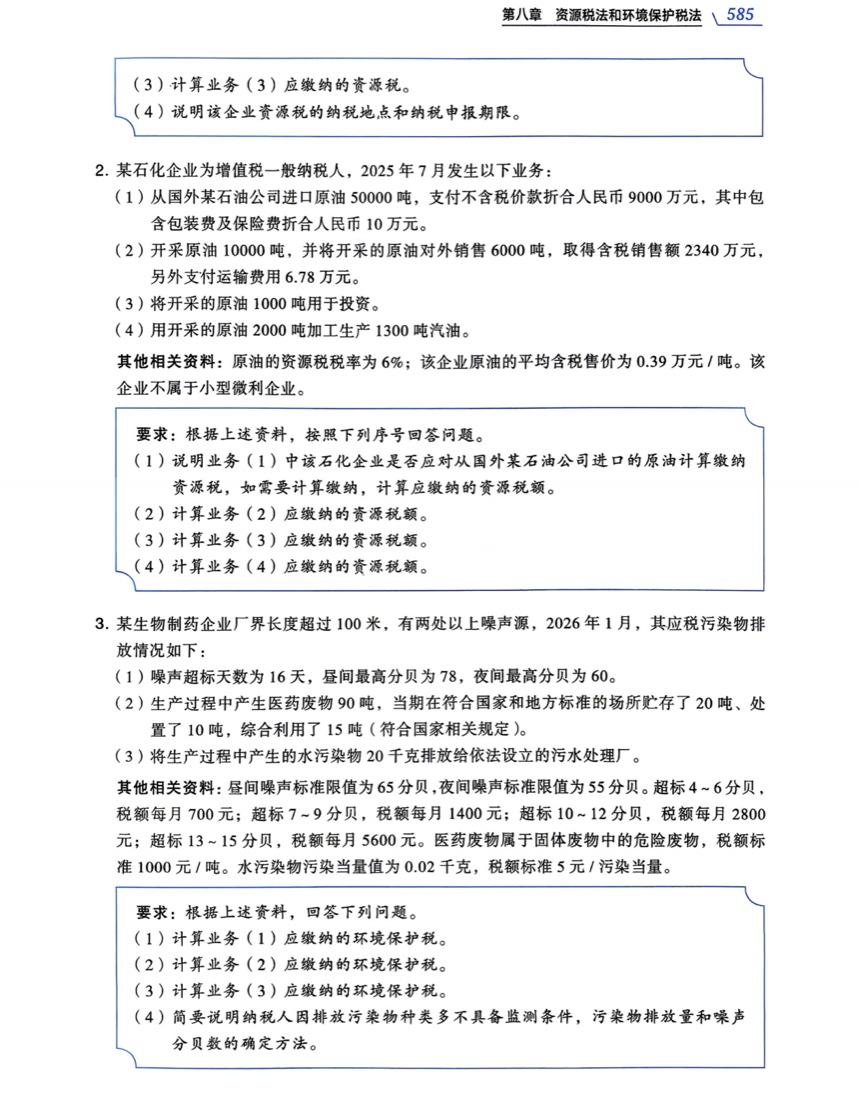 第八章 资源税法和环境保护税法 585
（3）计算业务（3）应缴纳的资源税。
（4）说明该企业资源税的纳税地点和纳税申报期限。
2. 某石化企业为增值税一般纳税人，2025 年 7 月发生以下业务：
（1）从国外某石油公司进口原油 50000 吨，支付不含税价款折合人民币 9000 万元，其中包
含包装费及保险费折合人民币 10 万元。
（2）开采原油 10000 吨，并将开采的原油对外销售 6000 吨，取得含税销售额 2340 万元，
另外支付运输费用 6.78 万元。
（3）将开采的原油 1000 吨用于投资。
（4）用开采的原油 2000 吨加工生产 1300 吨汽油。
其他相关资料：原油的资源税税率为 6%；该企业原油的平均含税售价为 0.39 万元 / 吨。该
企业不属于小型微利企业。
要求：根据上述资料，按照下列序号回答问题。
（1）说明业务（1）中该石化企业是否应对从国外某石油公司进口的原油计算缴纳
资源税，如需要计算缴纳，计算应缴纳的资源税额。
（2）计算业务（2）应缴纳的资源税额。
（3）计算业务（3）应缴纳的资源税额。
（4）计算业务（4）应缴纳的资源税额。
3. 某生物制药企业厂界长度超过 100 米，有两处以上噪声源，2026 年 1 月，其应税污染物排
放情况如下：
（1）噪声超标天数为 16 天，昼间最高分贝为 78，夜间最高分贝为 60。
（2）生产过程中产生医药废物 90 吨，当期在符合国家和地方标准的场所贮存了 20 吨、处
置了 10 吨，综合利用了 15 吨（符合国家相关规定）。
（3）将生产过程中产生的水污染物 20 千克排放给依法设立的污水处理厂。
其他相关资料：昼间噪声标准限值为 65 分贝，夜间噪声标准限值为 55 分贝。超标 4 ~ 6 分贝，
税额每月 700 元；超标 7 ~ 9 分贝，税额每月 1400 元；超标 10 ~ 12 分贝，税额每月 2800
元；超标 13 ~ 15 分贝，税额每月 5600 元。医药废物属于固体废物中的危险废物，税额标
准 1000 元 / 吨。水污染物污染当量值为 0.02 千克，税额标准 5 元 / 污染当量。
要求：根据上述资料，回答下列问题。
（1）计算业务（1）应缴纳的环境保护税。
（2）计算业务（2）应缴纳的环境保护税。
（3）计算业务（3）应缴纳的环境保护税。
（4）简要说明纳税人因排放污染物种类多不具备监测条件，污染物排放量和噪声
分贝数的确定方法。